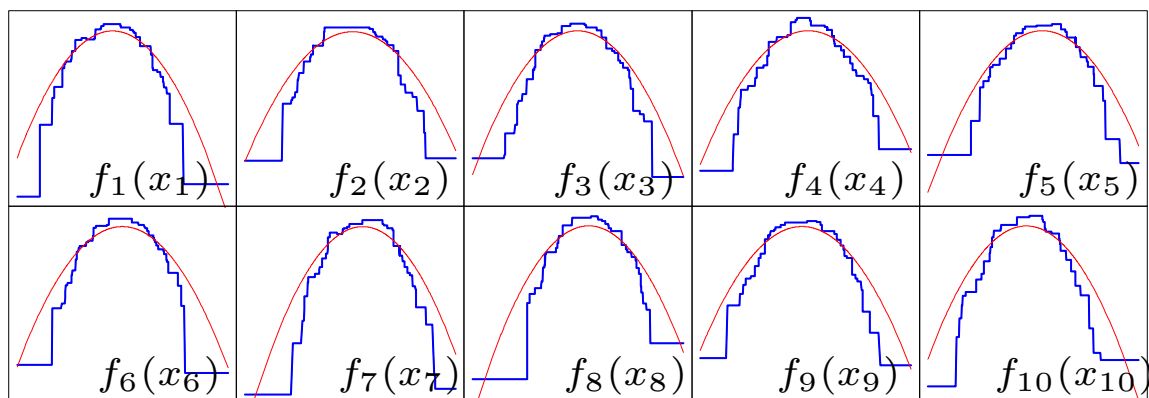 f₁(x₁) f₂(x₂) f₃(x₃) f₄(x₄) f₅(x₅)
f₆(x₆) f₇(x₇) f₈(x₈) f₉(x₉) f₁₀(x₁₀)